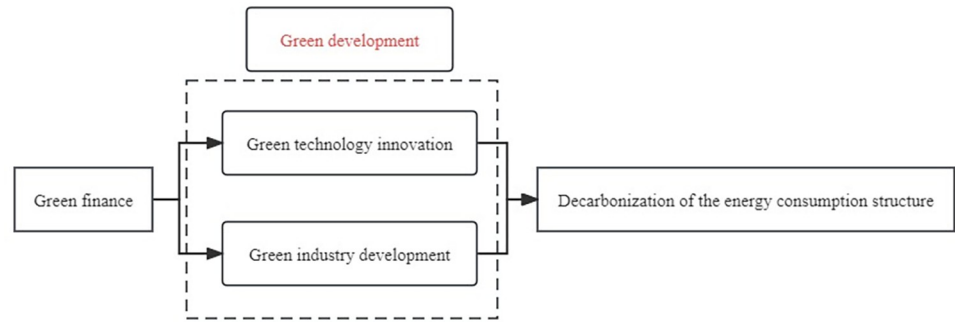 Green development
Green technology innovation
Green finance
Decarbonization of the energy consumption structure
Green industry development